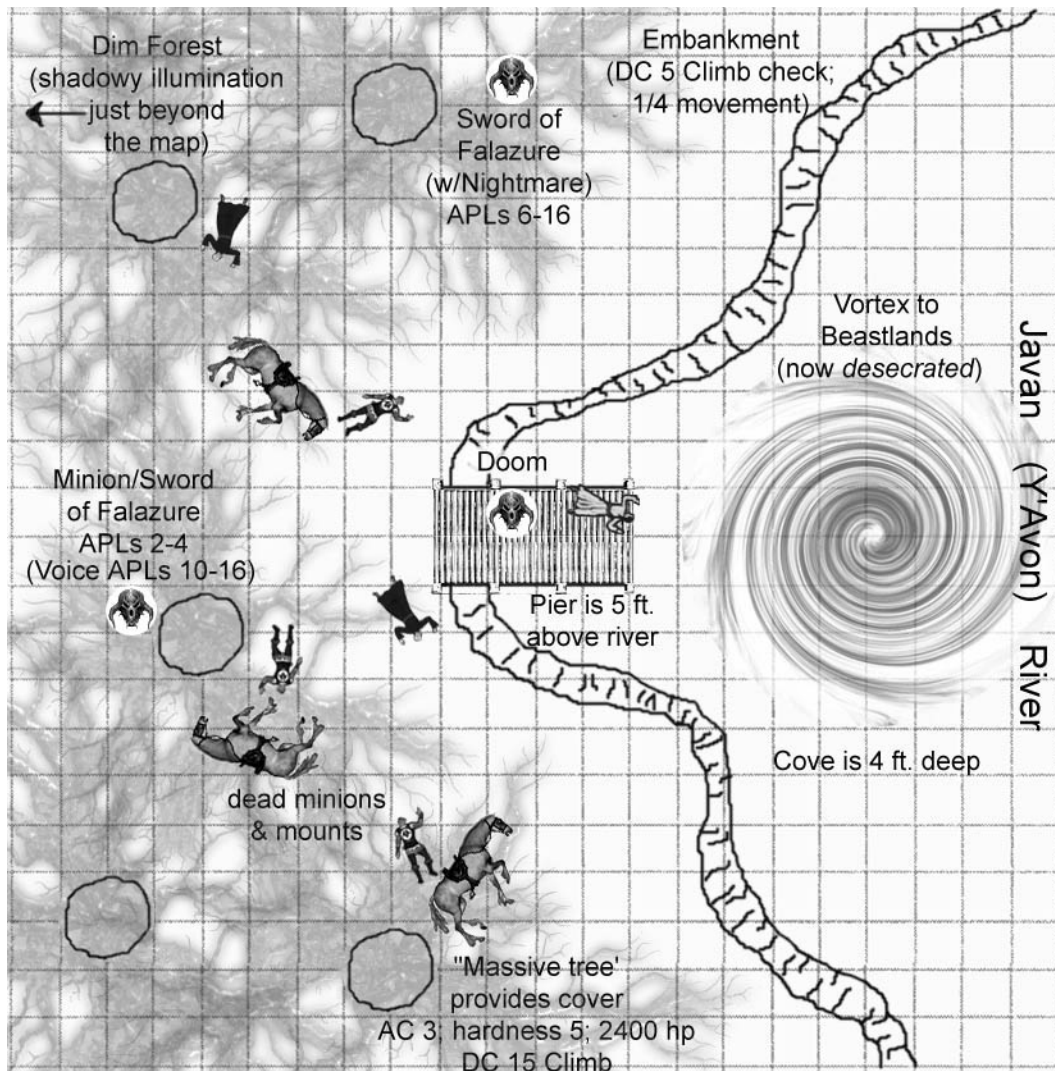 Dim Forest
(shadowy illumination
just beyond
the map)
Sword of
Falazure
(w/Nightmare)
APLs 6-16
Embankment
(DC 5 Climb check;
1/4 movement)
Vortex to
Beastlands
(now desecrated)
Javan (Y'Avon) River
Doom
Minion/Sword
of Falazure
APLs 2-4
(Voice APLs 10-16)
Pier is 5 ft.
above river
Cove is 4 ft. deep
dead minions
& mounts
"Massive tree'
provides cover
AC 3; hardness 5; 2400 hp
DC 15 Climb